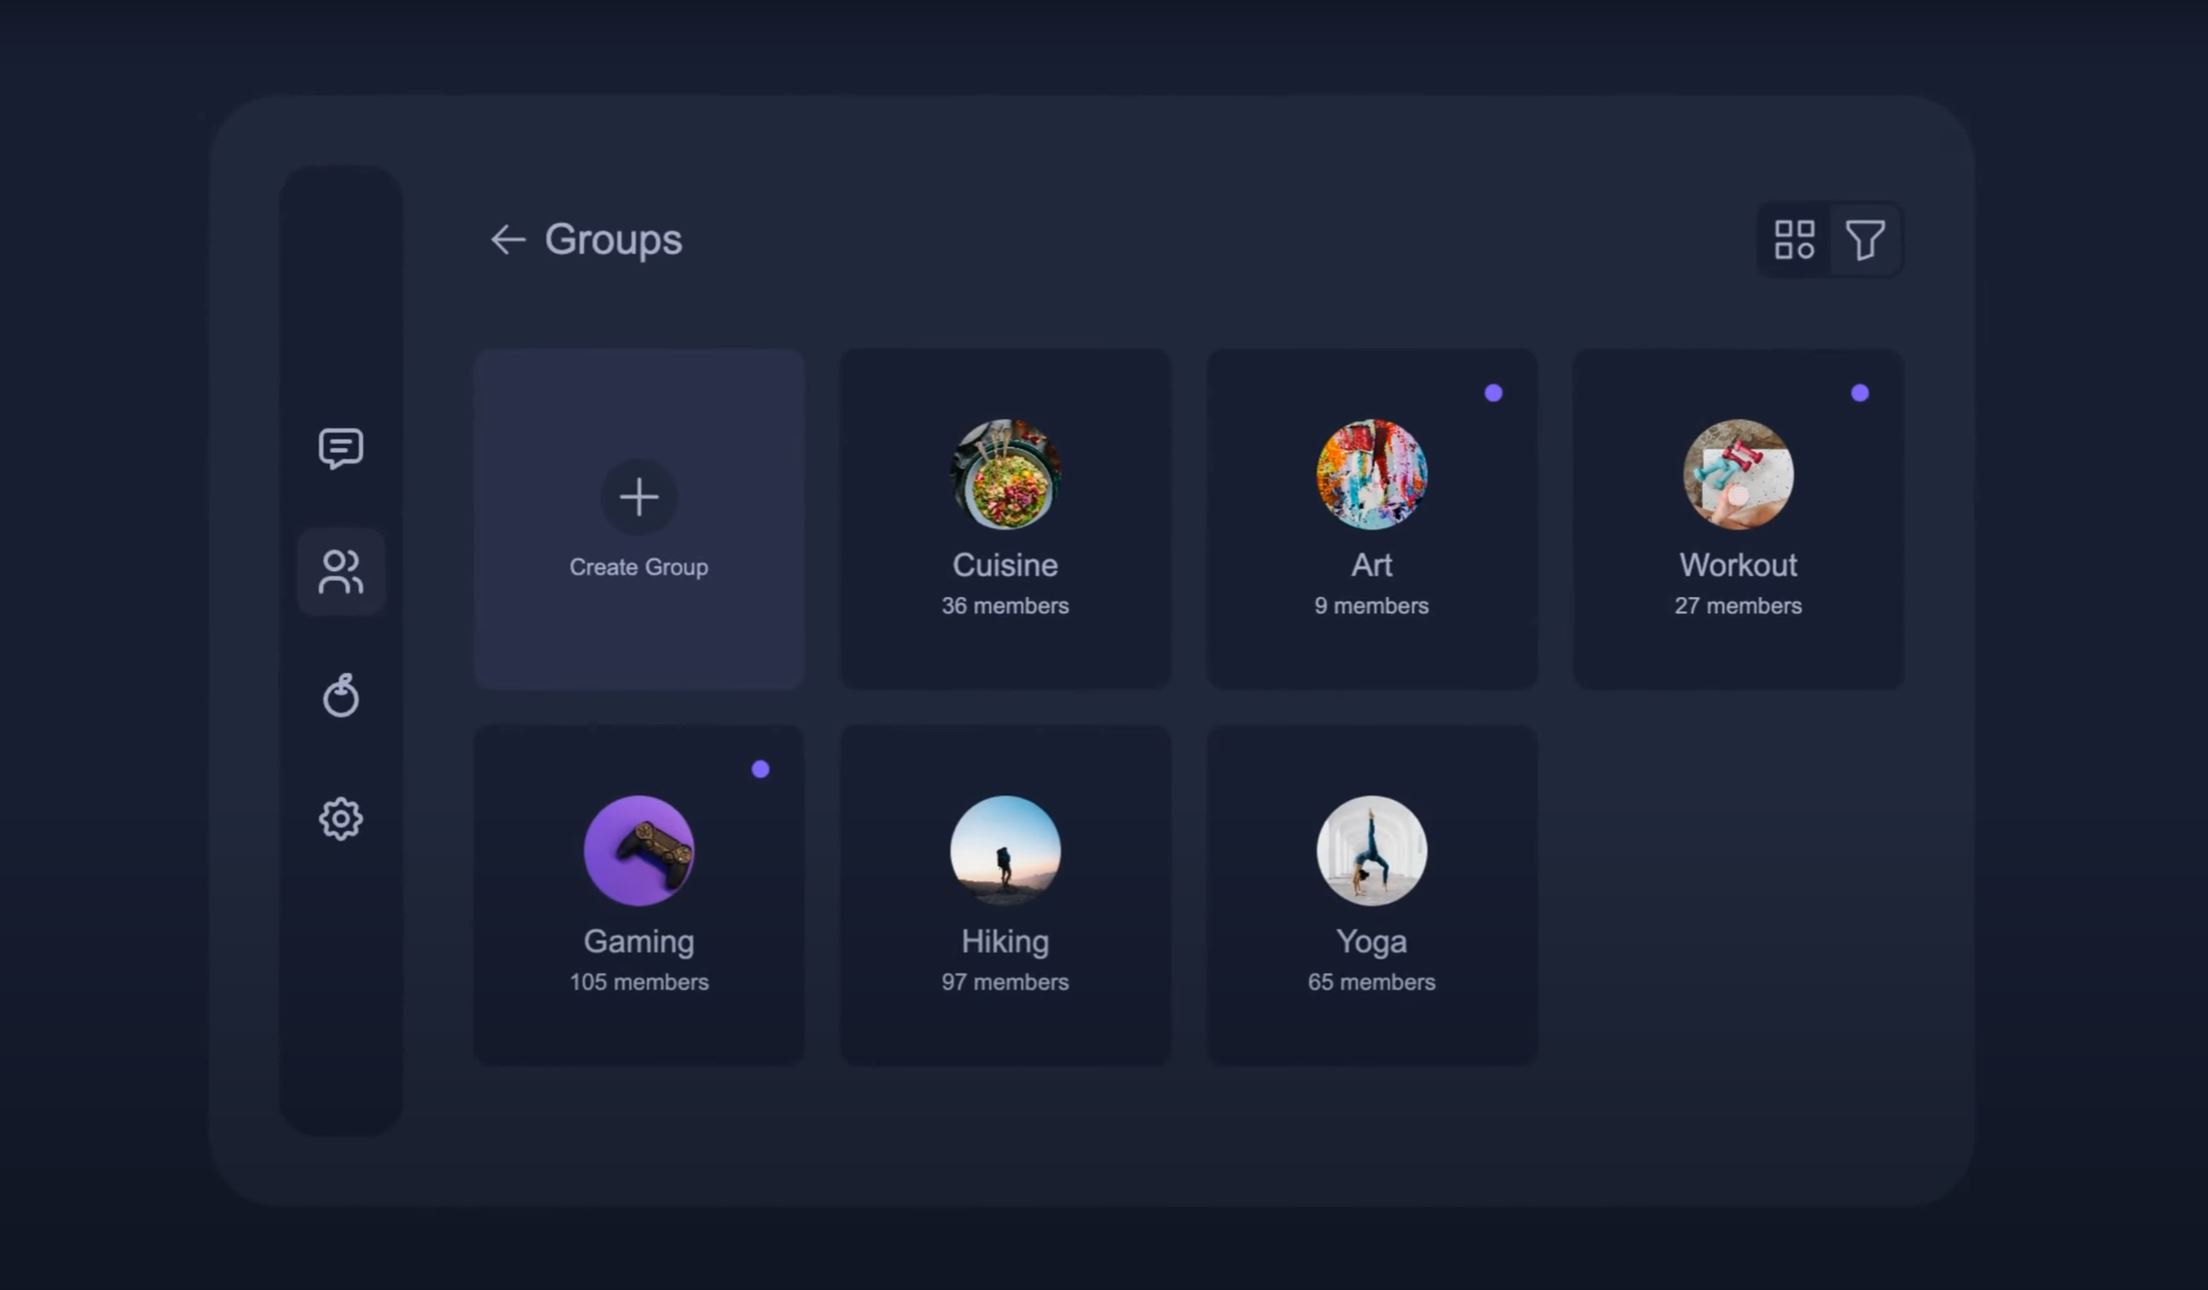 Groups
Create Group
Cuisine
36 members
Art
9 members
Workout
27 members
Gaming
105 members
Hiking
97 members
Yoga
65 members